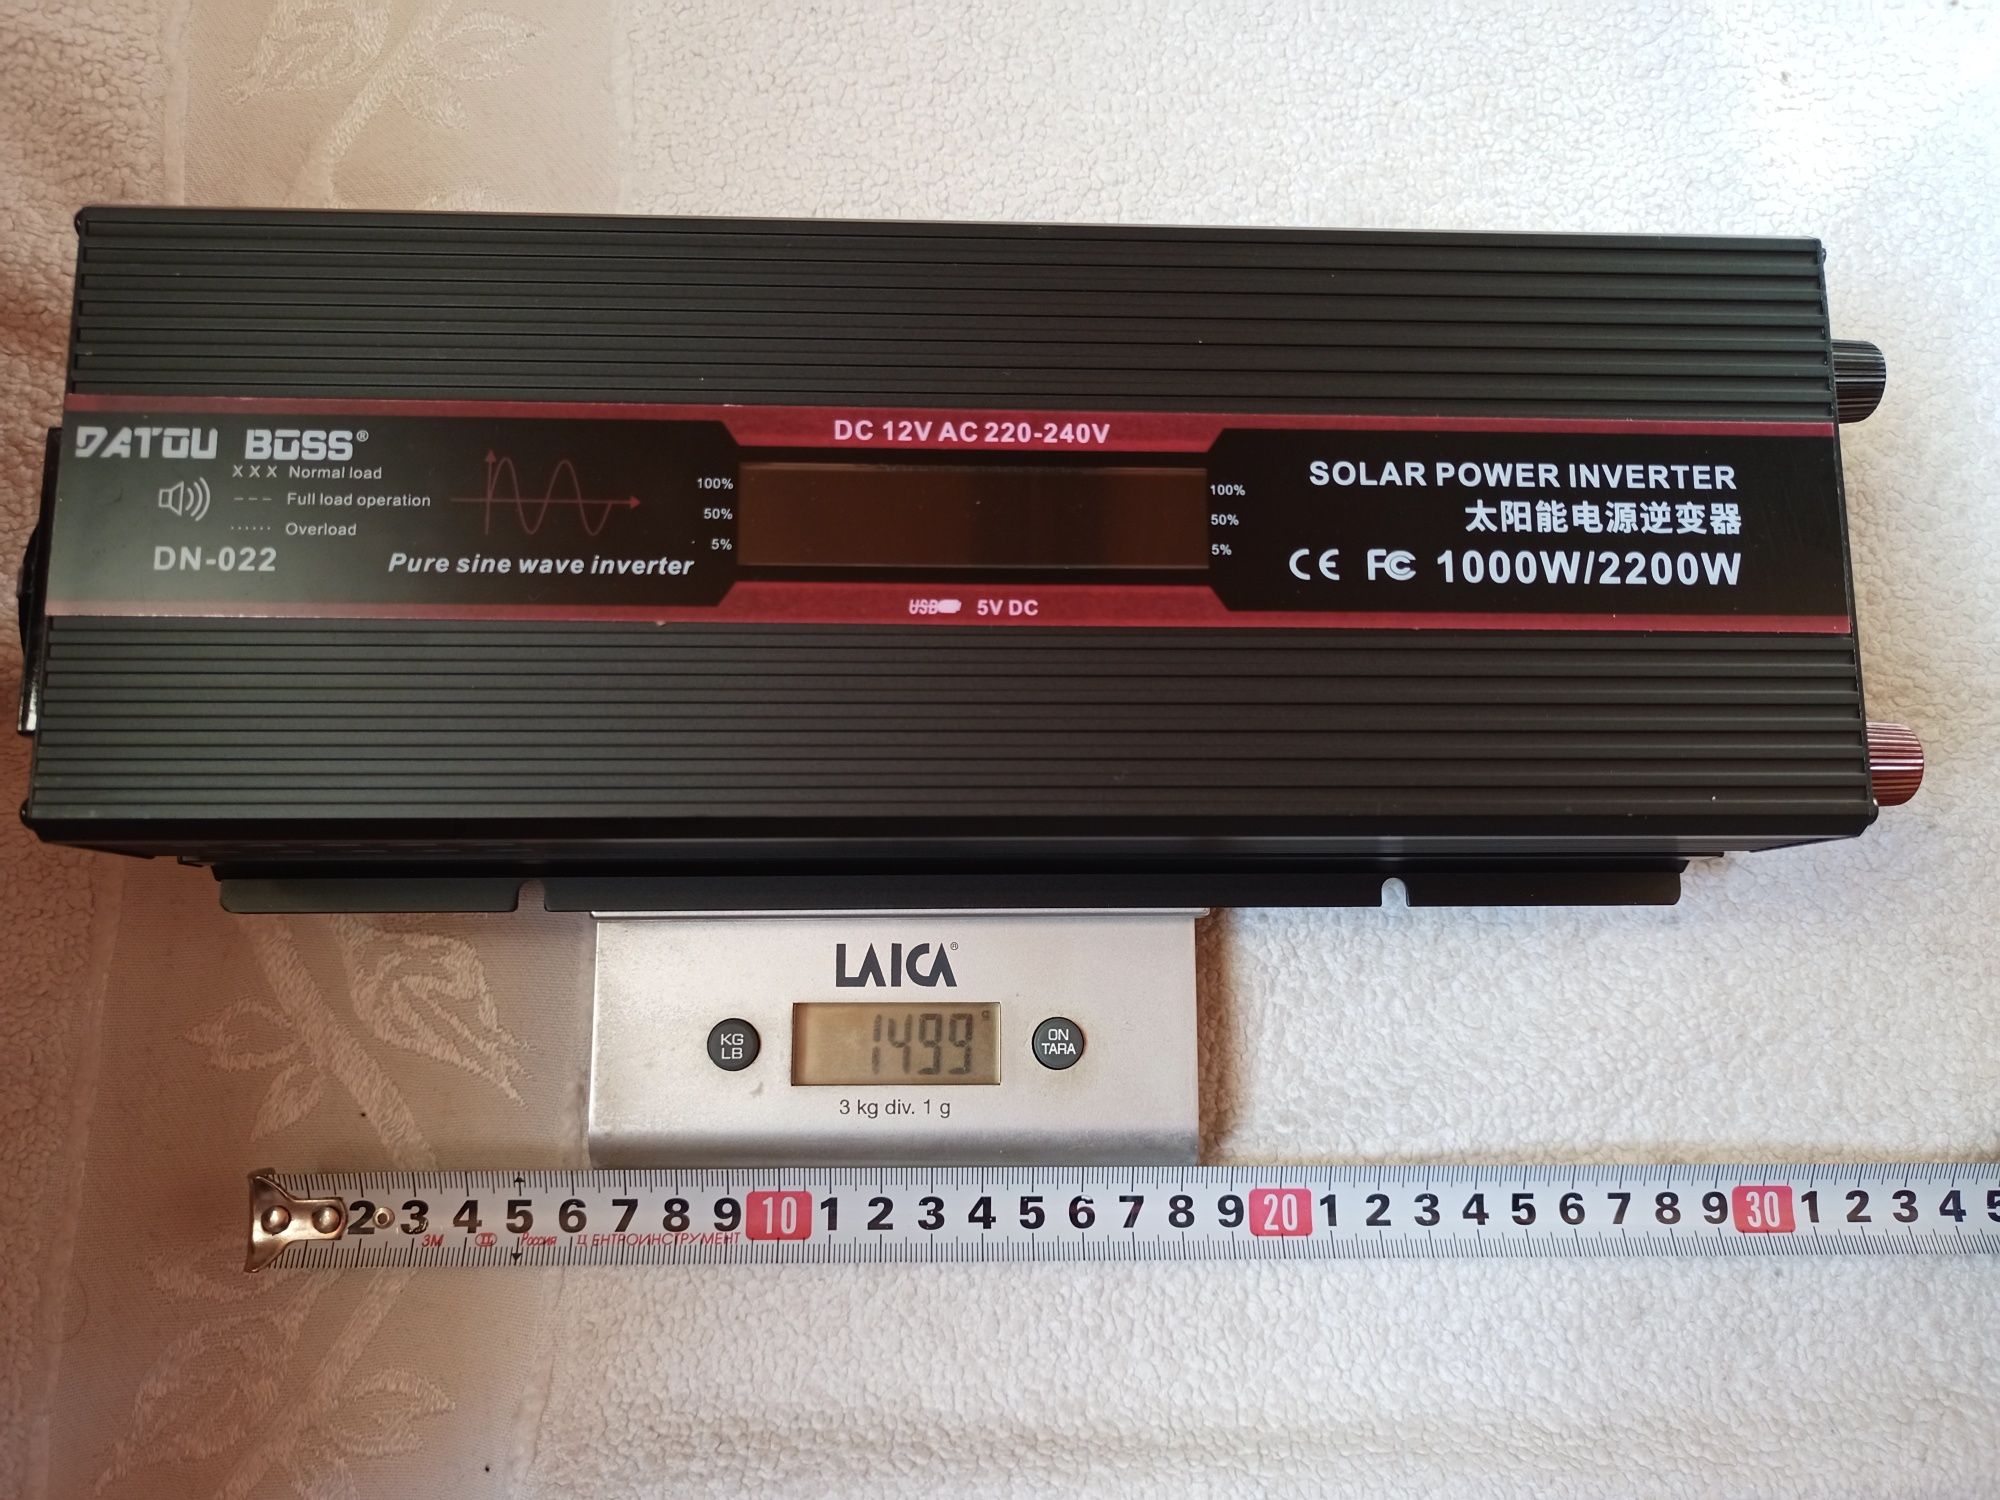 DATOU BOSS®
X X X Normal load
--- Full load operation
...... Overload
DN-022
Pure sine wave inverter
DC 12V AC 220-240V
100%
50%
5%
100%
50%
5%
USB 5V DC
SOLAR POWER INVERTER
太阳能电源逆变器
CE FC 1000W/2200W
LAICA®
KG
LB
1499 g
ON
TARA
3 kg div. 1 g
2 3 4 5 6 7 8 9 10 1 2 3 4 5 6 7 8 9 20 1 2 3 4 5 6 7 8 9 30 1 2 3 4 5
3М Россия ЦЕНТРОИНСТРУМЕНТ